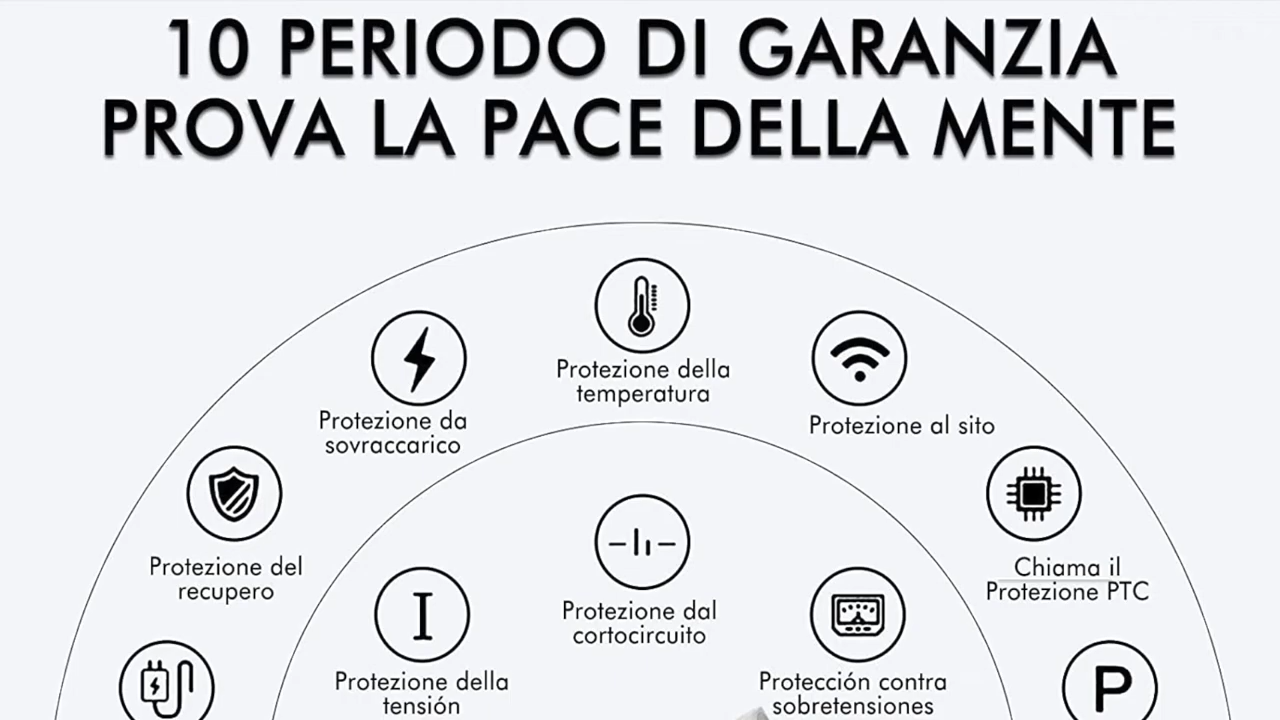 10 PERIODO DI GARANZIA
PROVA LA PACE DELLA MENTE
Protezione della
temperatura
Protezione da
sovraccarico
Protezione al sito
Protezione del
recupero
Chiama il
Protezione PTC
Protezione dal
cortocircuito
I
Protezione della
tensión
Protección contra
sobretensiones
P